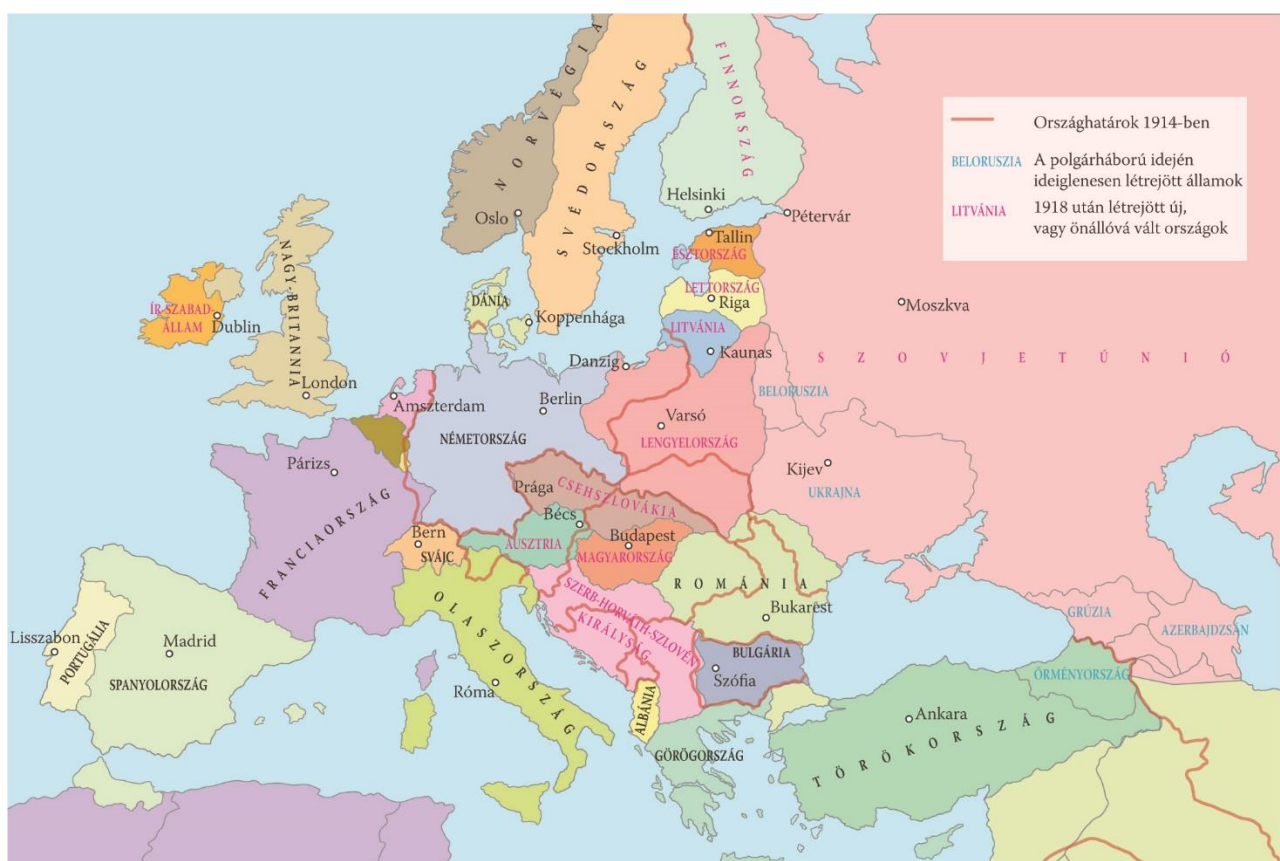 NORVÉGIA
SVÉDORSZÁG
FINNORSZÁG
Országhatárok 1914-ben
BELORUSZIA A polgárháború idején
ideiglenesen létrejött államok
LITVÁNIA 1918 után létrejött új,
vagy önállóvá vált országok
Helsinki
Oslo
Pétervár
Stockholm
Tallin
ÉSZTORSZÁG
NAGY-BRITANNIA
LETTORSZÁG
Riga
DÁNIA
Moszkva
ÍR SZABAD-
ÁLLAM
Dublin
Koppenhága
LITVÁNIA
Kaunas
SZOVJETÚNIÓ
Danzig
London
Amszterdam
Berlin
BELORUSZIA
Varsó
NÉMETORSZÁG
LENGYELORSZÁG
Párizs
Kijev
UKRAJNA
Prága
CSEHSZLOVÁKIA
FRANCIAORSZÁG
Bécs
Bern
SVÁJC
AUSZTRIA
Budapest
MAGYARORSZÁG
ROMÁNIA
SZERB-HORVÁTH-SZLOVÉN
KIRÁLYSÁG
Bukarest
GRÚZIA
AZERBAJDZSÁN
OLASZORSZÁG
Lisszabon
PORTUGÁLIA
Madrid
SPANYOLORSZÁG
BULGÁRIA
Szófia
ÖRMÉNYORSZÁG
Róma
ALBÁNIA
Ankara
TÖRÖKORSZÁG
GÖRÖGORSZÁG